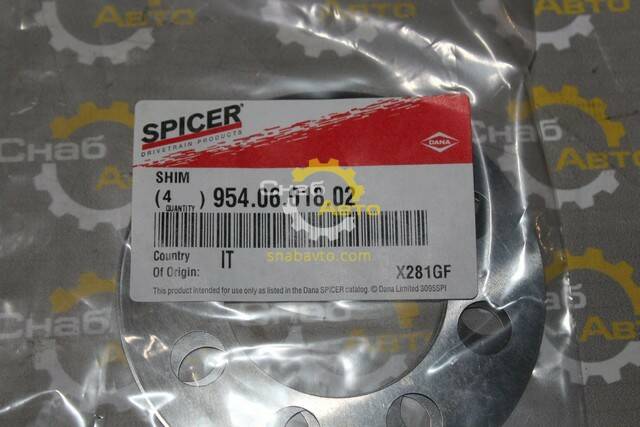 SPICER
DRIVETRAIN PRODUCTS
DANA
SHIM
(4 ) 954.06.518.02
QUANTITY
Country
Of Origin:
IT
X281GF
This product intended for use only as listed in the Dana SPICER catalog. © Dana Limited 3095SPI
Снаб Авто
snabavto.com